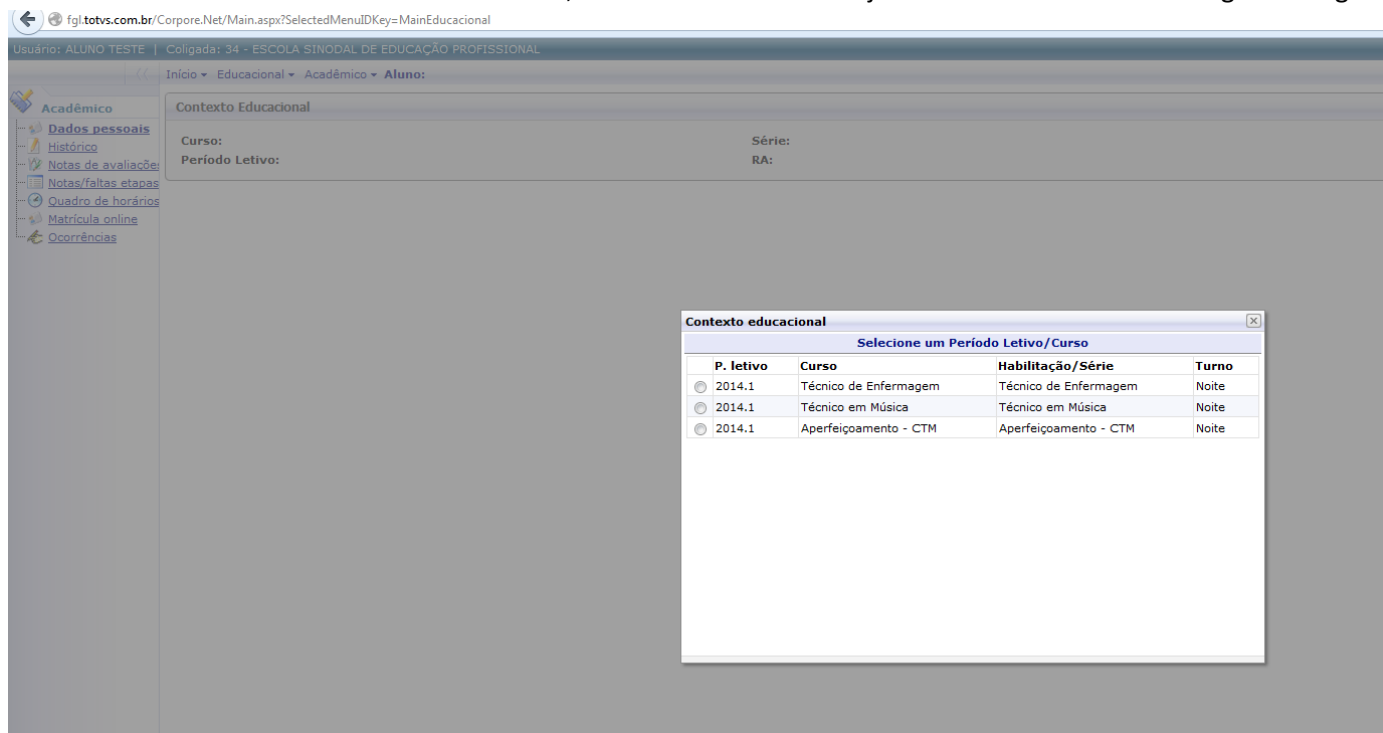 fgl.totvs.com.br/Corpore.Net/Main.aspx?SelectedMenuIDKey=MainEducacional
Usuário: ALUNO TESTE | Coligada: 34 - ESCOLA SINODAL DE EDUCAÇÃO PROFISSIONAL
Início Educacional Acadêmico Aluno:
Acadêmico
Dados pessoais
Histórico
Notas de avaliaçõe
Notas/faltas etapas
Quadro de horários
Matrícula online
Ocorrências
Contexto Educacional
Curso: Série:
Período Letivo: RA:
Contexto educacional
Selecione um Período Letivo/Curso
P. letivo Curso Habilitação/Série Turno
2014.1 Técnico de Enfermagem Técnico de Enfermagem Noite
2014.1 Técnico em Música Técnico em Música Noite
2014.1 Aperfeiçoamento - CTM Aperfeiçoamento - CTM Noite